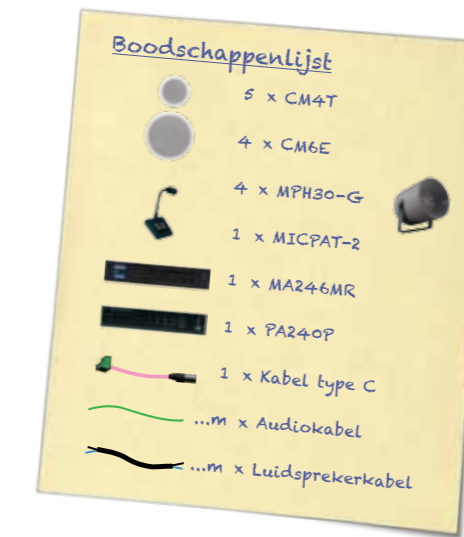 Boodschappenlijst
5 x CM4T
4 x CM6E
4 x MPH30-G
1 x MICPAT-2
1 x MA246MR
1 x PA240P
1 x Kabel type C
...m x Audiokabel
...m x Luidsprekerkabel